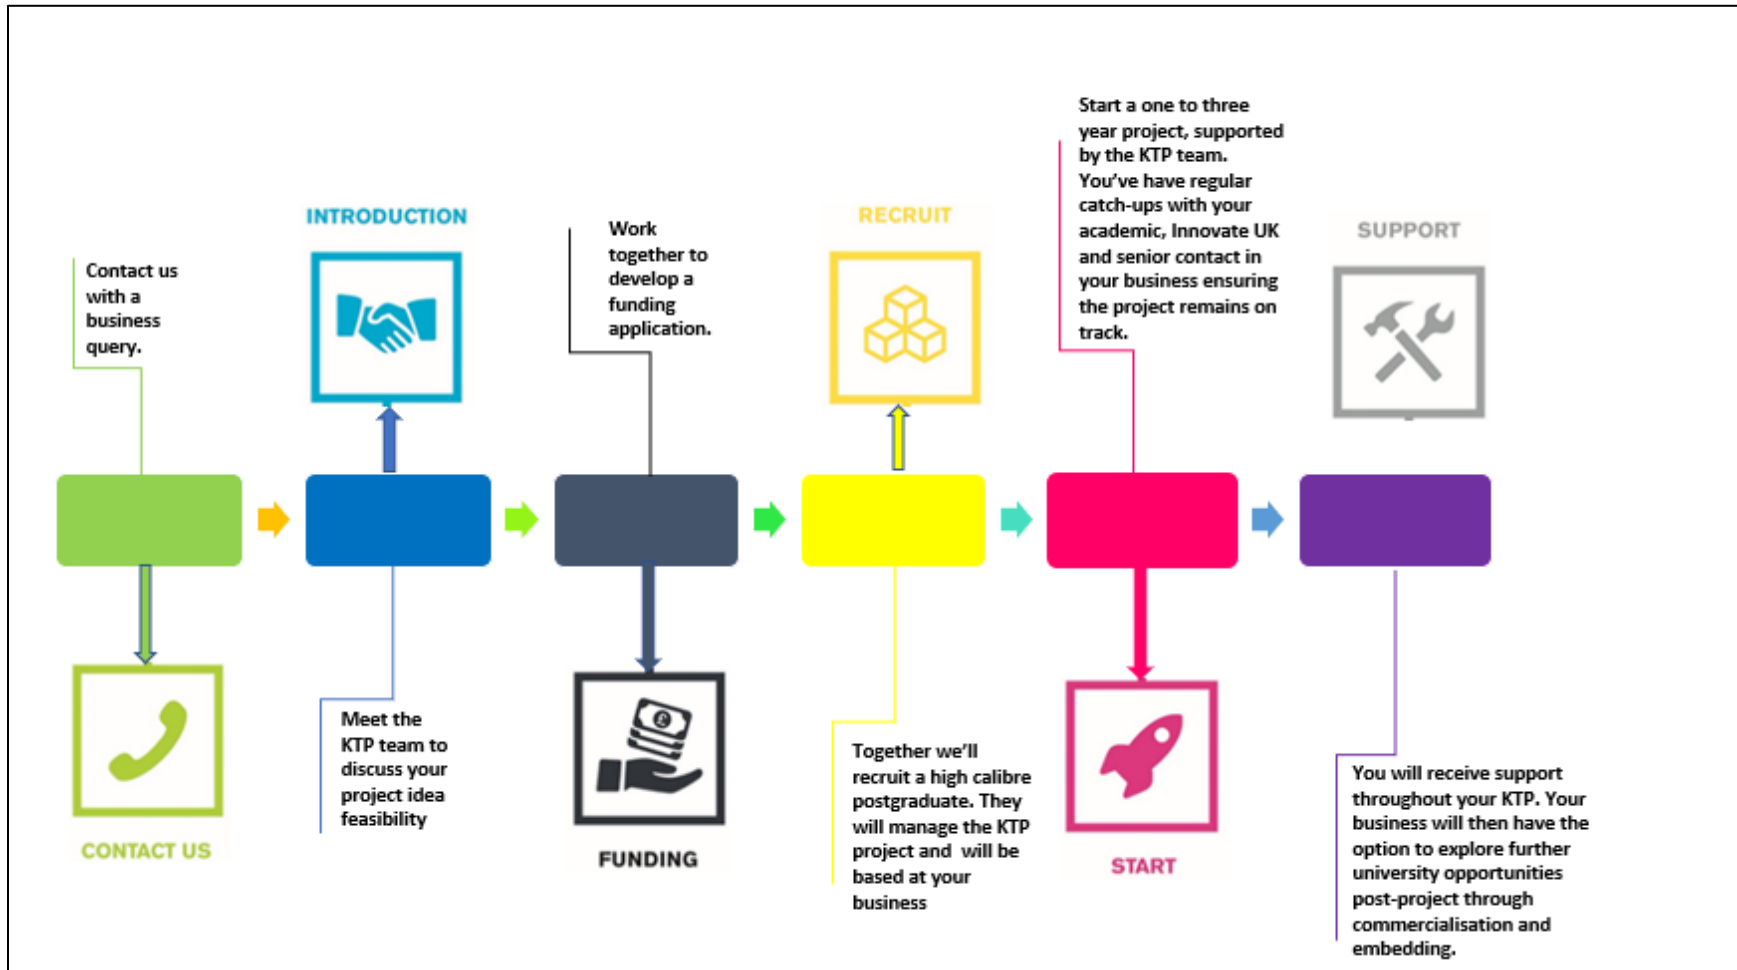 Contact us
with a
business
query.
CONTACT US
INTRODUCTION
Meet the
KTP team to
discuss your
project idea
feasibility
Work
together to
develop a
funding
application.
£
FUNDING
RECRUIT
Together we'll
recruit a high calibre
postgraduate. They
will manage the KTP
project and will be
based at your
business
Start a one to three
year project, supported
by the KTP team.
You've have regular
catch-ups with your
academic, Innovate UK
and senior contact in
your business ensuring
the project remains on
track.
START
SUPPORT
You will receive support
throughout your KTP. Your
business will then have the
option to explore further
university opportunities
post-project through
commercialisation and
embedding.